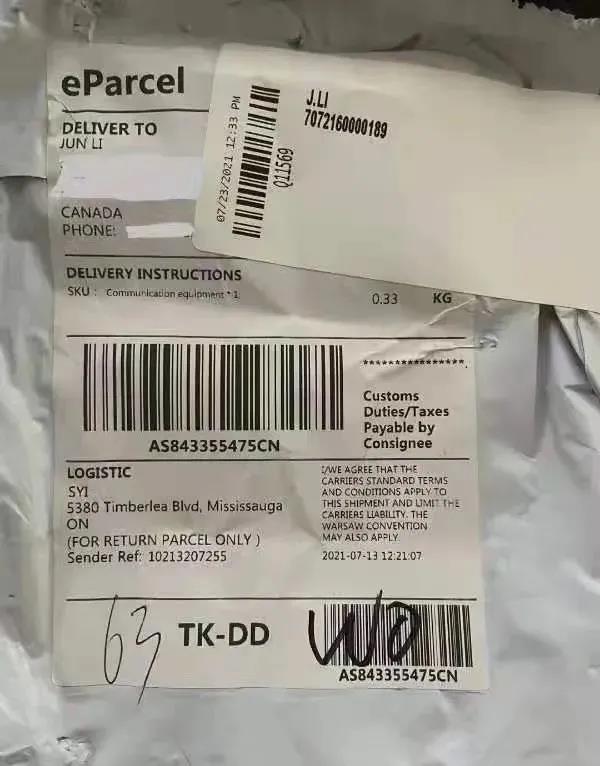 eParcel
DELIVER TO
JUN LI
CANADA
PHONE:
J.LI
7072160000189
Q11569
07/23/2021 12:33 PM
DELIVERY INSTRUCTIONS
SKU : Communication equipment * 1;
0.33 KG
********************
AS843355475CN
Customs
Duties/Taxes
Payable by
Consignee
LOGISTIC
SYI
5380 Timberlea Blvd, Mississauga
ON
(FOR RETURN PARCEL ONLY )
Sender Ref: 10213207255
I/WE AGREE THAT THE
CARRIERS STANDARD TERMS
AND CONDITIONS APPLY TO
THIS SHIPMENT AND LIMIT THE
CARRIERS LIABILITY. THE
WARSAW CONVENTION
MAY ALSO APPLY.
2021-07-13 12:21:07
63
TK-DD
WO
AS843355475CN